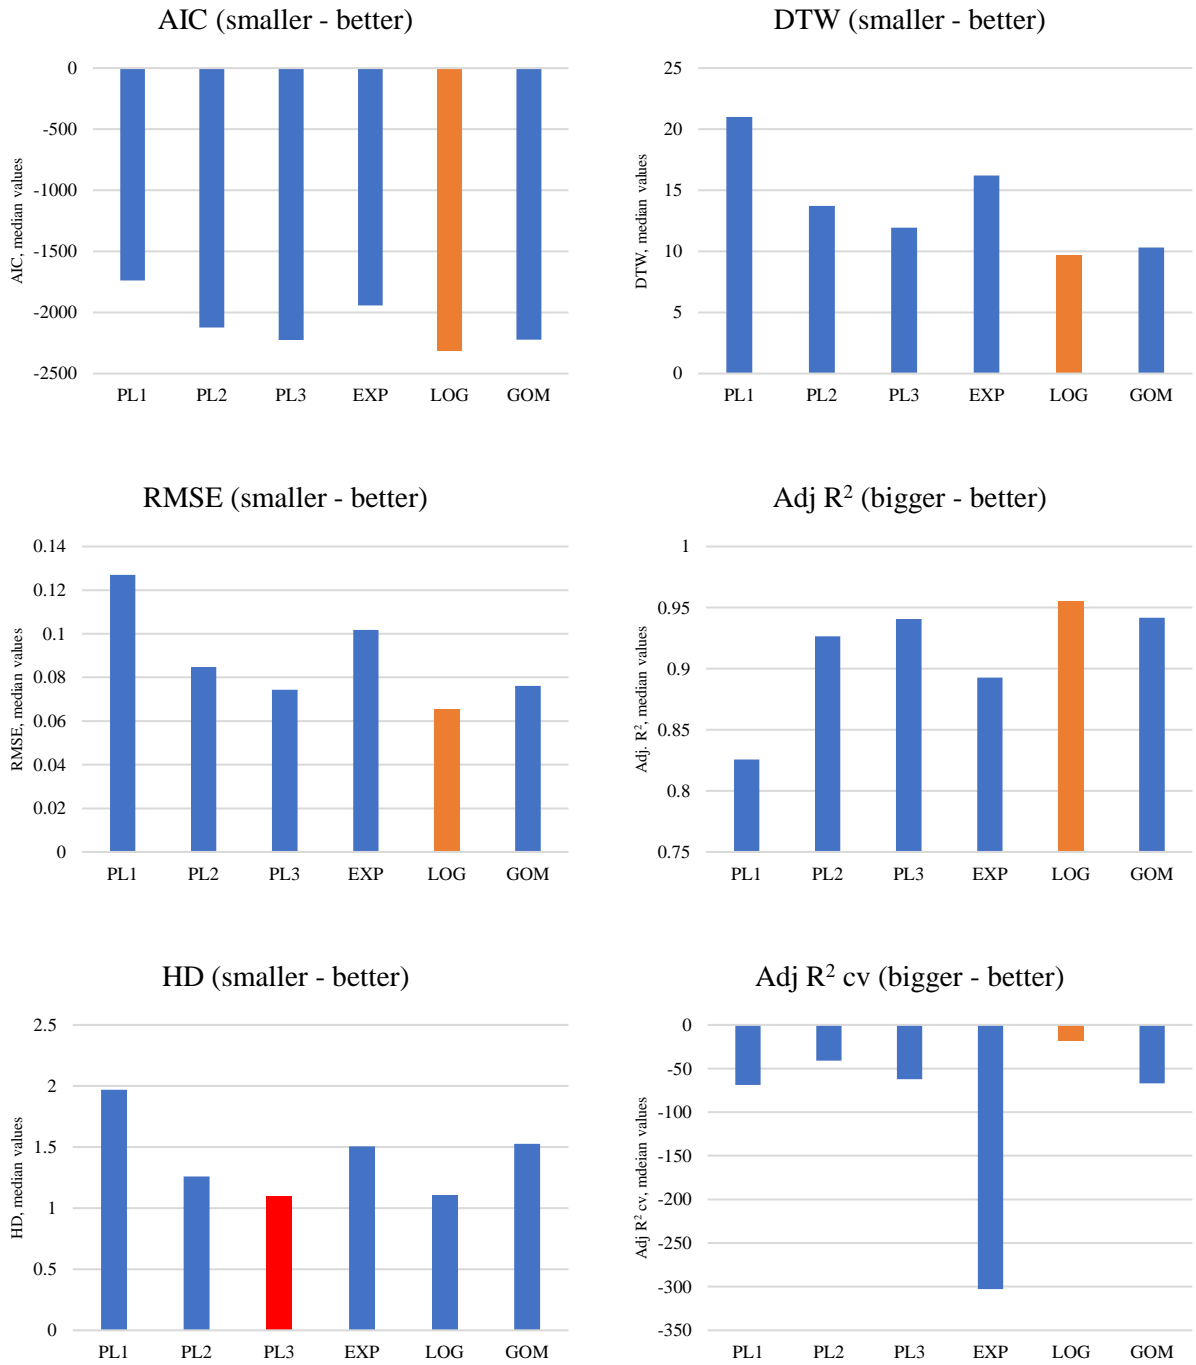 AIC (smaller - better)
AIC, median values
0
-500
-1000
-1500
-2000
-2500
PL1 PL2 PL3 EXP LOG GOM
DTW (smaller - better)
DTW, median values
25
20
15
10
5
0
PL1 PL2 PL3 EXP LOG GOM
RMSE (smaller - better)
RMSE, median values
0.14
0.12
0.1
0.08
0.06
0.04
0.02
0
PL1 PL2 PL3 EXP LOG GOM
Adj R² (bigger - better)
Adj. R², median values
1
0.95
0.9
0.85
0.8
0.75
PL1 PL2 PL3 EXP LOG GOM
HD (smaller - better)
HD, median values
2.5
2
1.5
1
0.5
0
PL1 PL2 PL3 EXP LOG GOM
Adj R² cv (bigger - better)
Adj R² cv, mdeian values
0
-50
-100
-150
-200
-250
-300
-350
PL1 PL2 PL3 EXP LOG GOM